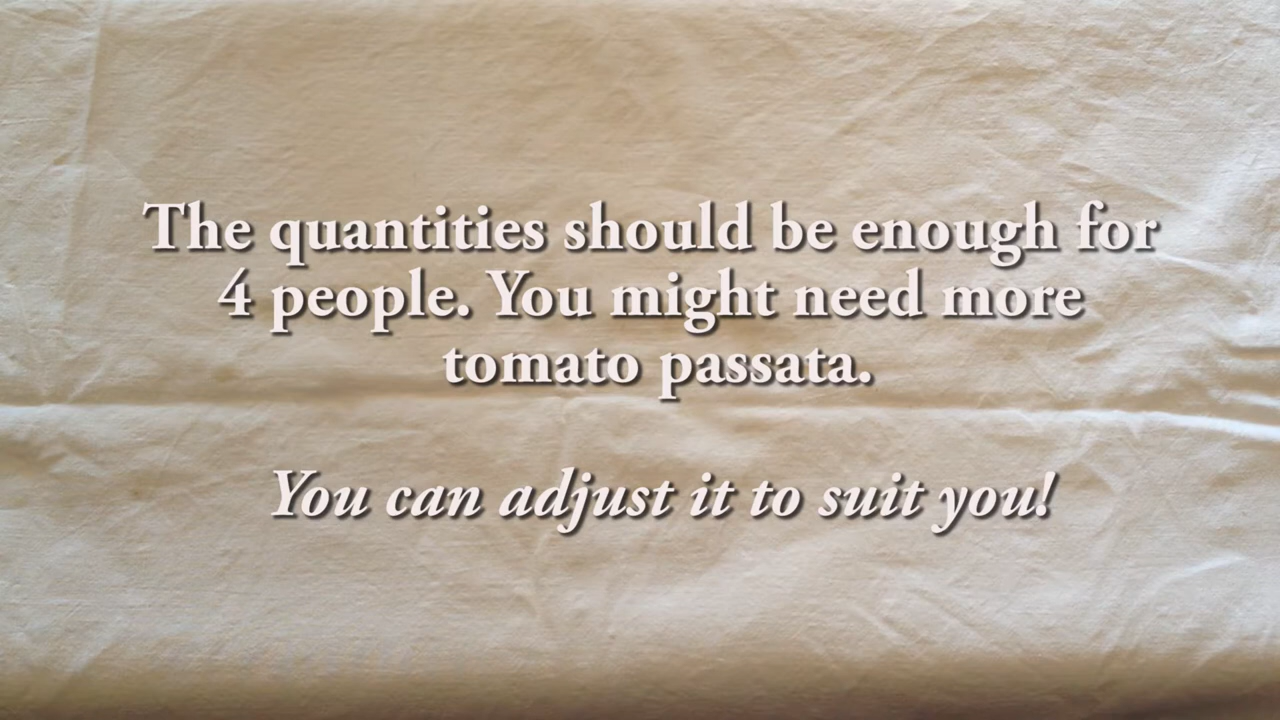 The quantities should be enough for
4 people. You might need more
tomato passata.
You can adjust it to suit you!